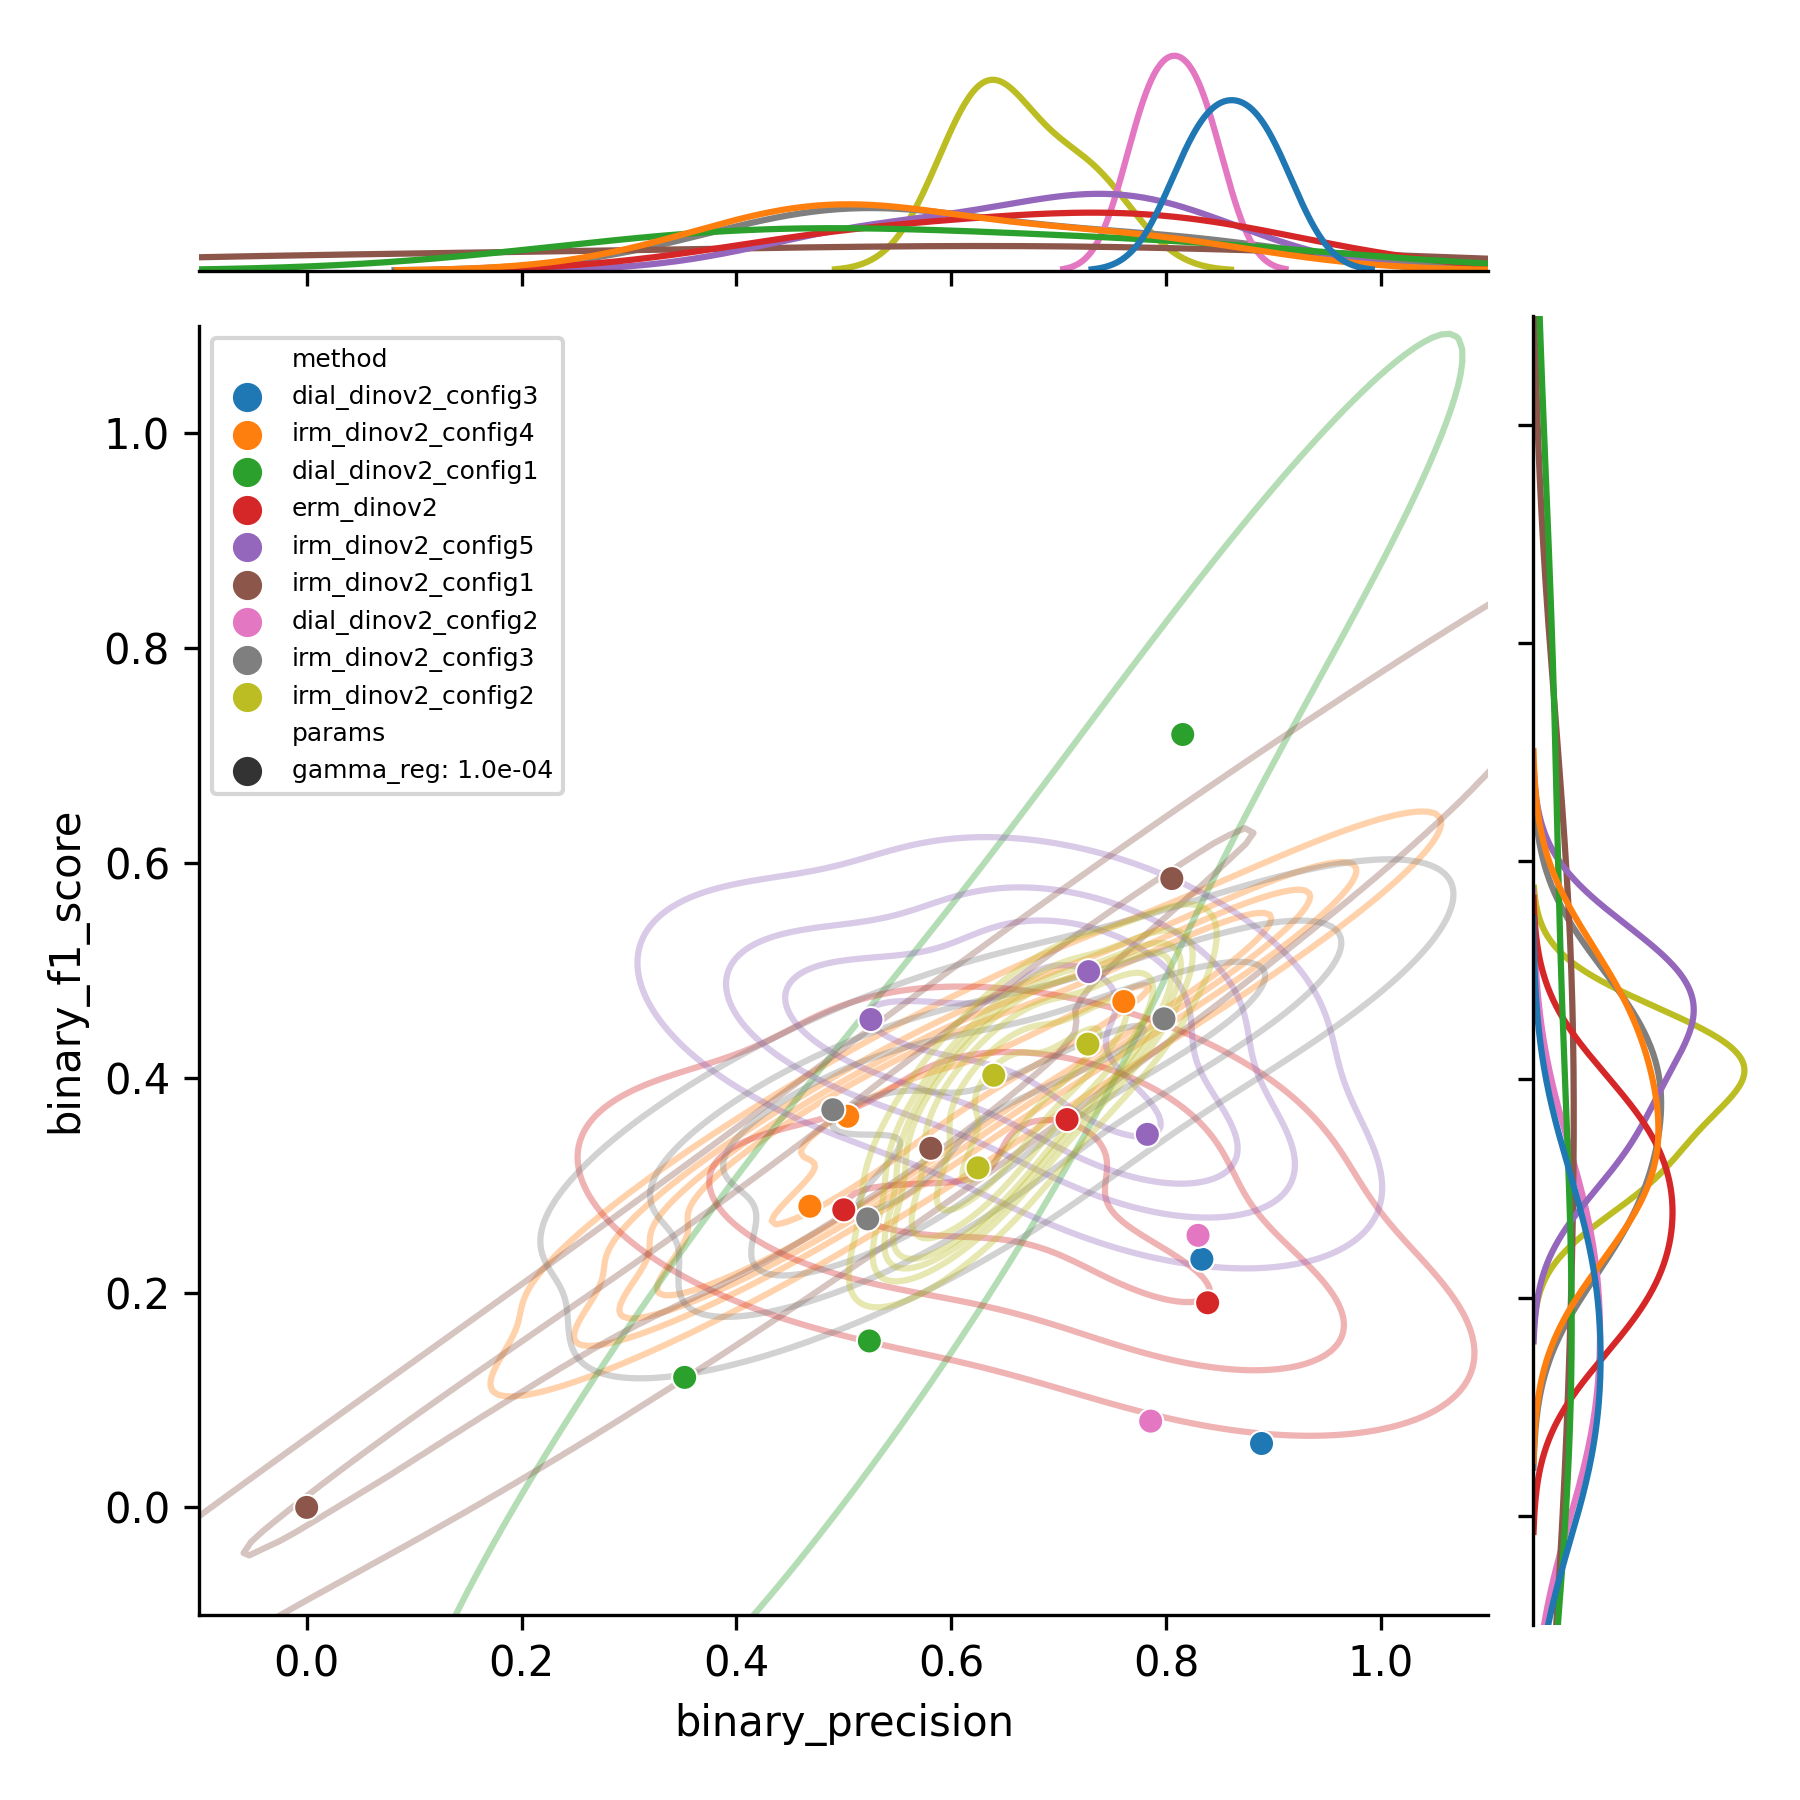 method
dial_dinov2_config3
irm_dinov2_config4
dial_dinov2_config1
erm_dinov2
irm_dinov2_config5
irm_dinov2_config1
dial_dinov2_config2
irm_dinov2_config3
irm_dinov2_config2
params
gamma_reg: 1.0e-04
1.0
0.8
0.6
0.4
0.2
0.0
binary_f1_score
0.0 0.2 0.4 0.6 0.8 1.0
binary_precision